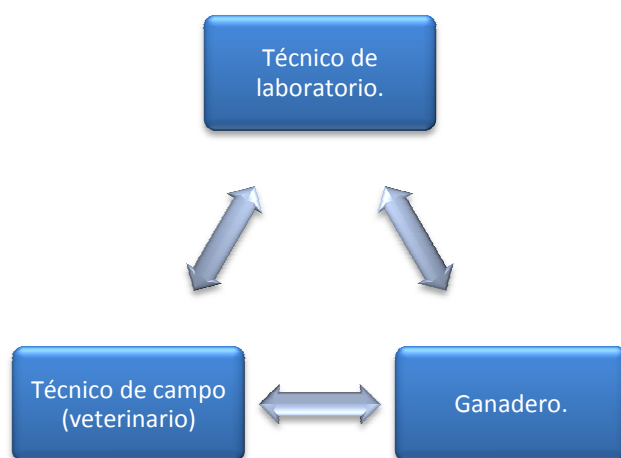 Técnico de
laboratorio.
Técnico de campo
(veterinario)
Ganadero.